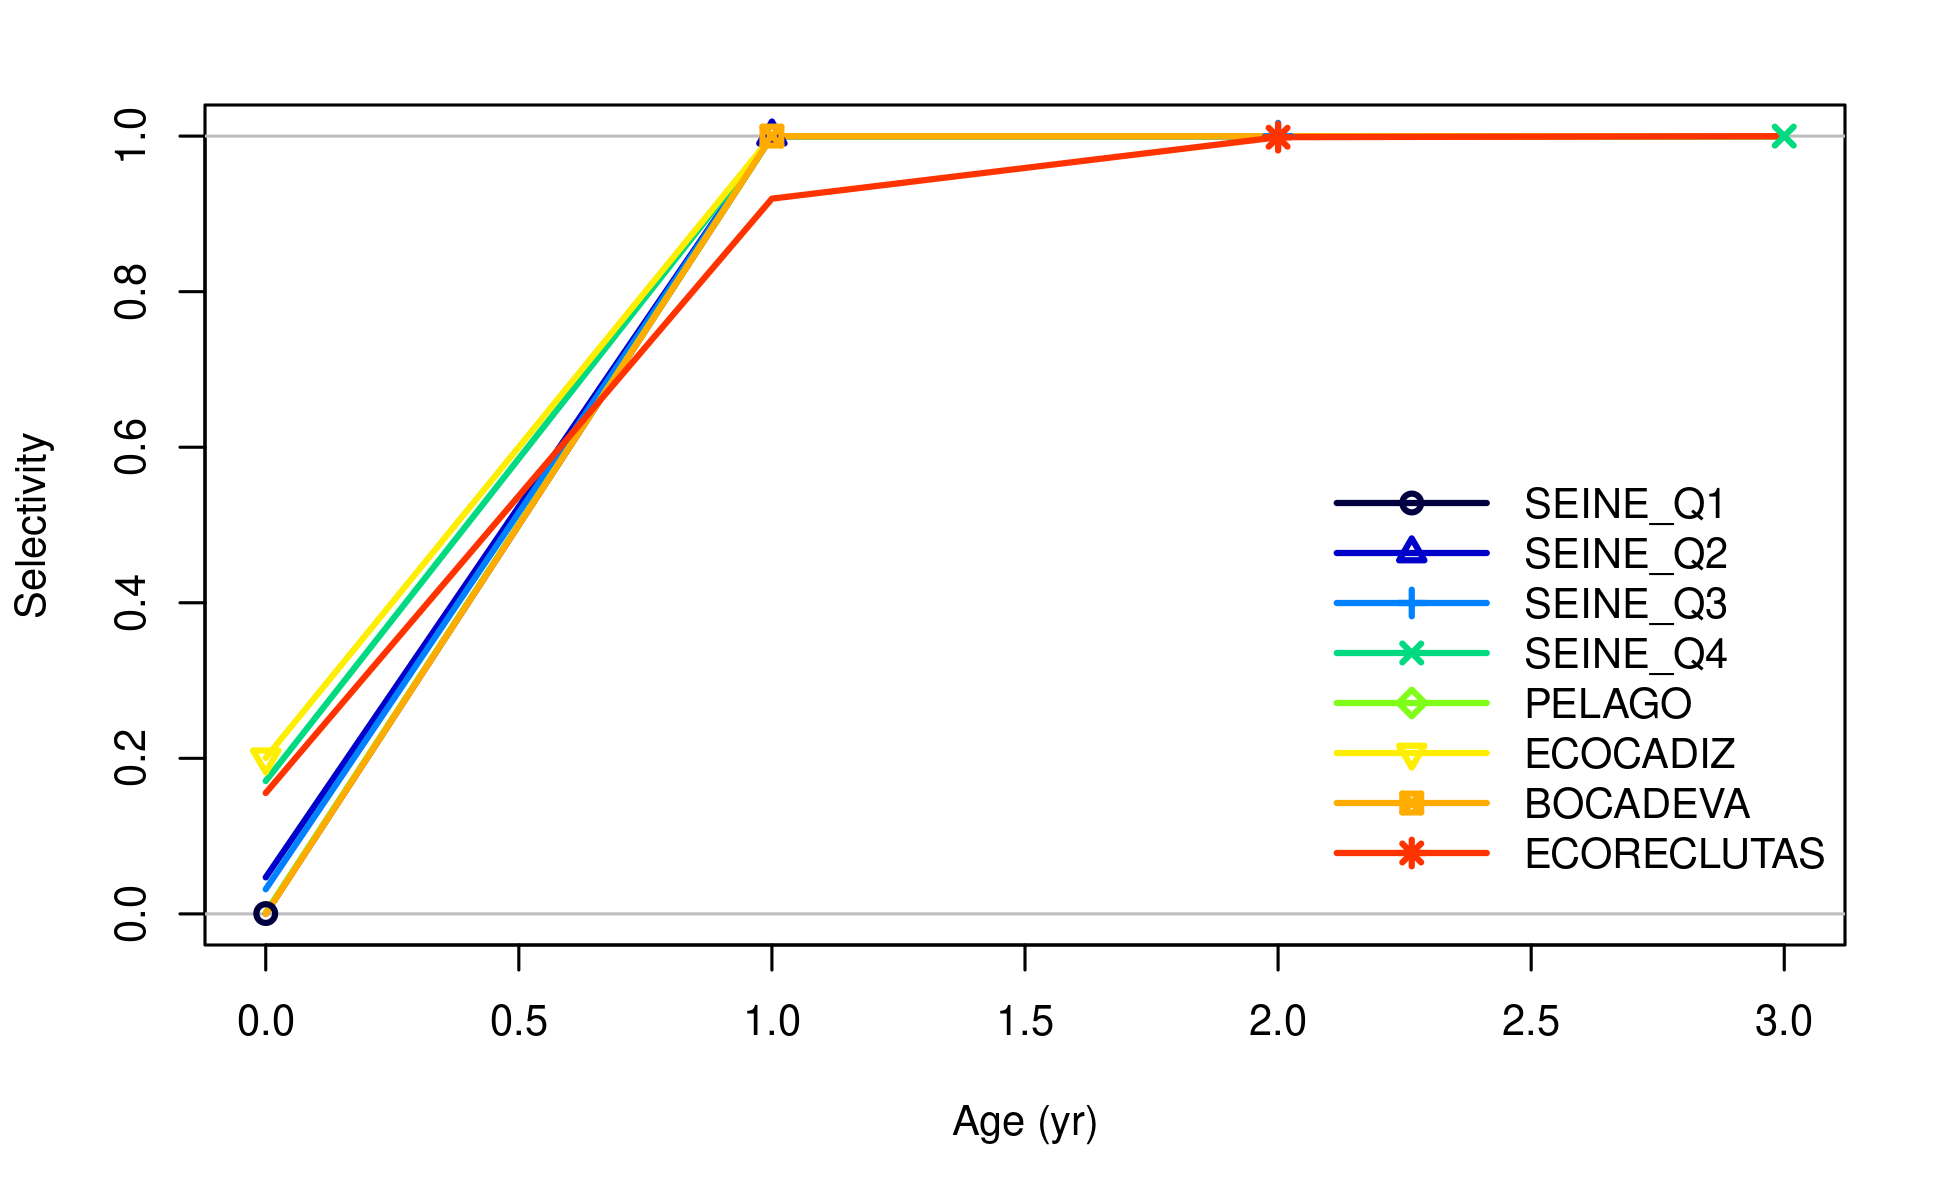 Selectivity
1.0
0.8
0.6
0.4
0.2
0.0
SEINE_Q1
SEINE_Q2
SEINE_Q3
SEINE_Q4
PELAGO
ECOCADIZ
BOCADEVA
ECORECLUTAS
0.0 0.5 1.0 1.5 2.0 2.5 3.0
Age (yr)